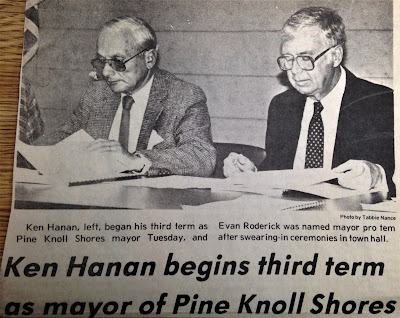 Photo by Tabbie Nance
Ken Hanan, left, began his third term as
Pine Knoll Shores mayor Tuesday, and
Evan Roderick was named mayor pro tem
after swearing-in ceremonies in town hall.
Ken Hanan begins third term
as mayor of Pine Knoll Shores